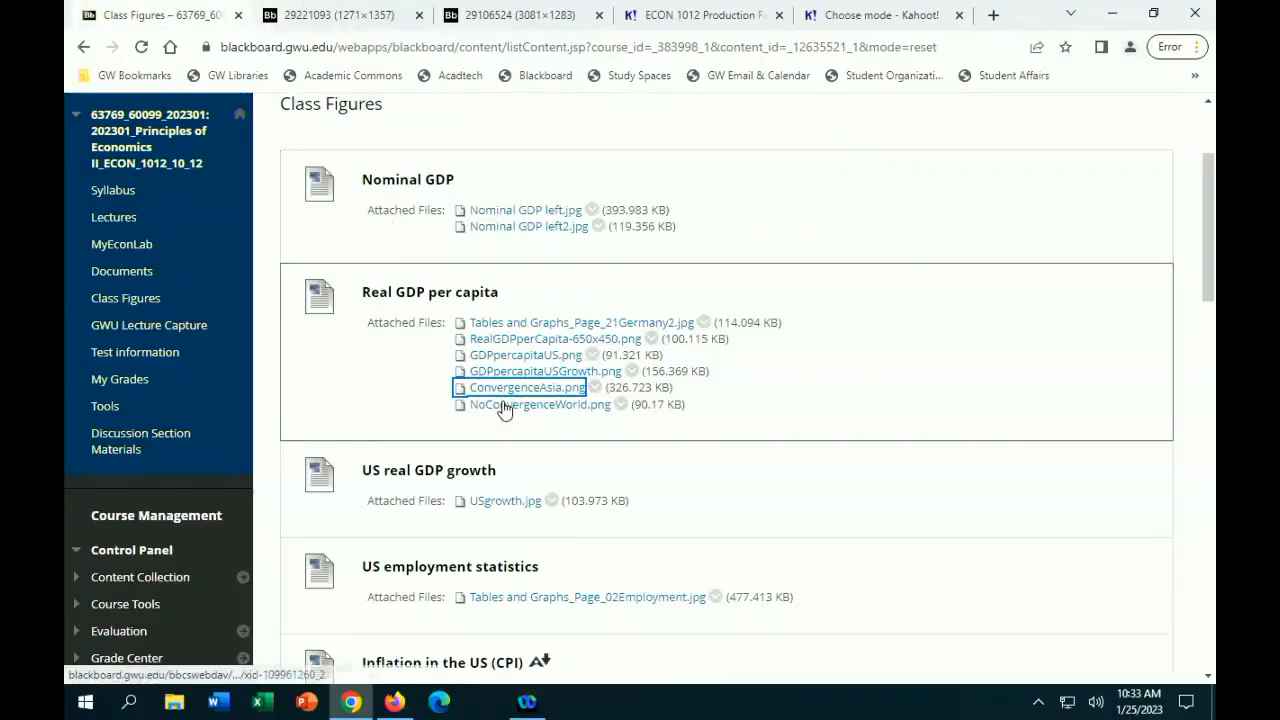 Class Figures – 63769_60
29221093 (1271×1357)
29106524 (3081×1283)
ECON 1012 Production F
Choose mode - Kahoot!
blackboard.gwu.edu/webapps/blackboard/content/listContent.jsp?course_id=_383998_1&content_id=_12635521_1&mode=reset
Error
GW Bookmarks
GW Libraries
Academic Commons
Acadtech
Blackboard
Study Spaces
GW Email & Calendar
Student Organizati...
Student Affairs
»
63769_60099_202301:
202301_Principles of
Economics
II_ECON_1012_10_12
Syllabus
Lectures
MyEconLab
Documents
Class Figures
GWU Lecture Capture
Test information
My Grades
Tools
Discussion Section
Materials
Course Management
Control Panel
Content Collection
Course Tools
Evaluation
Grade Center
Class Figures
Nominal GDP
Attached Files: Nominal GDP left.jpg (393.983 KB)
Nominal GDP left2.jpg (119.356 KB)
Real GDP per capita
Attached Files: Tables and Graphs_Page_21Germany2.jpg (114.094 KB)
RealGDPperCapita-650x450.png (100.115 KB)
GDPpercapitaUS.png (91.321 KB)
GDPpercapitaUSGrowth.png (156.369 KB)
ConvergenceAsia.png (326.723 KB)
NoConvergenceWorld.png (90.17 KB)
US real GDP growth
Attached Files: USgrowth.jpg (103.973 KB)
US employment statistics
Attached Files: Tables and Graphs_Page_02Employment.jpg (477.413 KB)
Inflation in the US (CPI)
blackboard.gwu.edu/bbcswebdav/.../xid-109961260_2
10:33 AM
1/25/2023